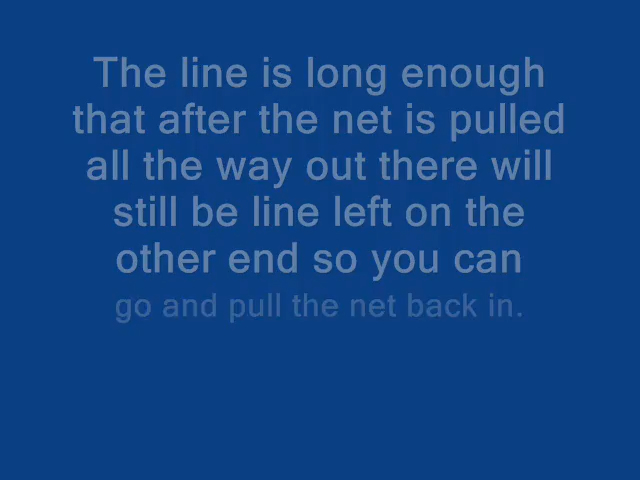 The line is long enough
that after the net is pulled
all the way out there will
still be line left on the
other end so you can
go and pull the net back in.